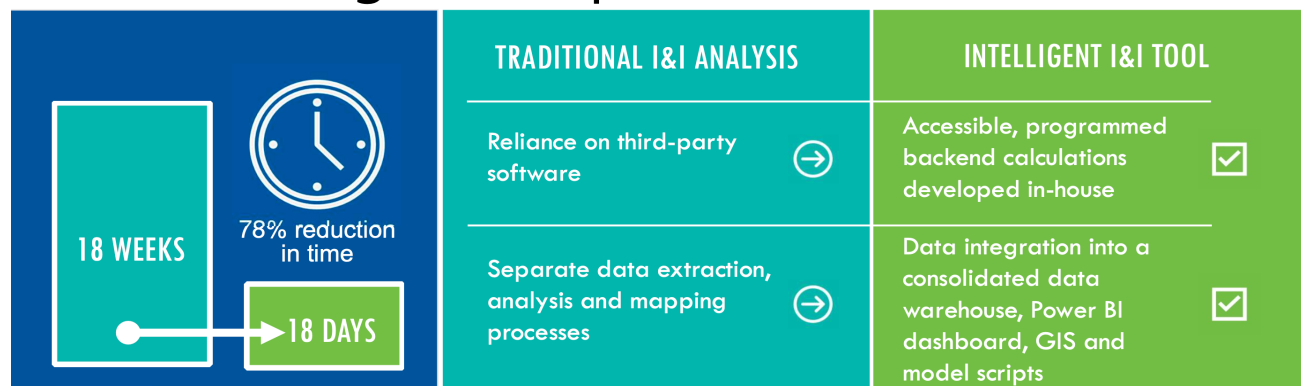 18 WEEKS
78% reduction
in time
18 DAYS
TRADITIONAL I&I ANALYSIS
INTELLIGENT I&I TOOL
Reliance on third-party
software
Accessible, programmed
backend calculations
developed in-house
Separate data extraction,
analysis and mapping
processes
Data integration into a
consolidated data
warehouse, Power BI
dashboard, GIS and
model scripts